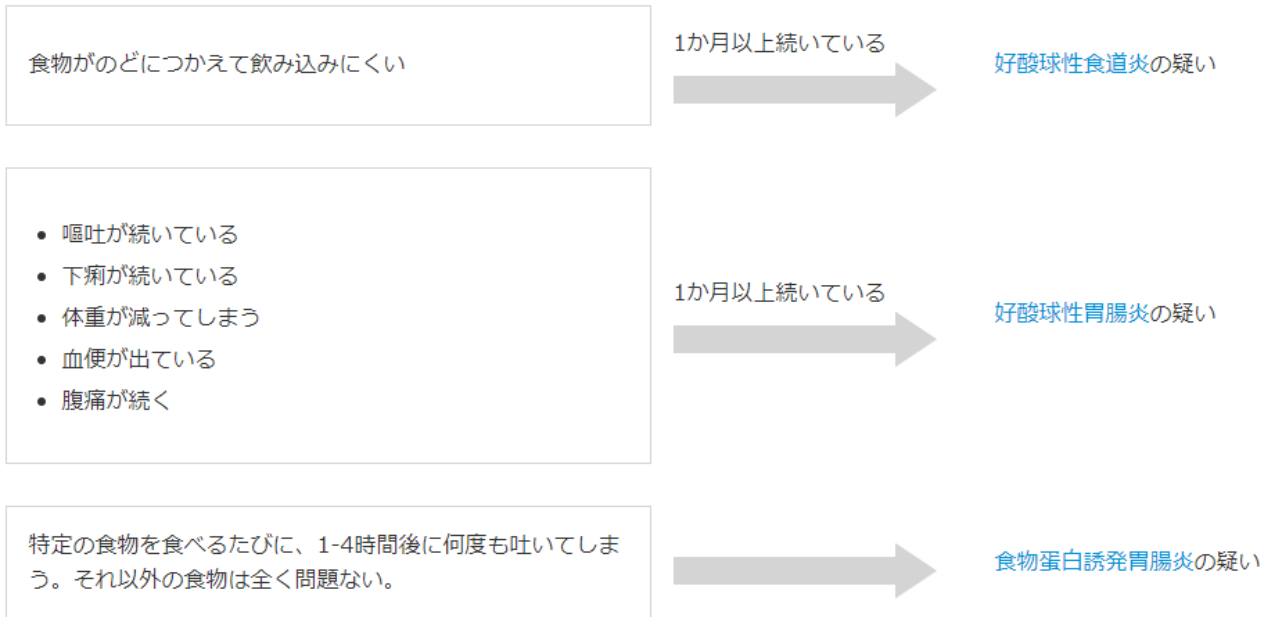 食物がのどにつかえて飲み込みにくい
1か月以上続いている
好酸球性食道炎の疑い
• 嘔吐が続いている
• 下痢が続いている
• 体重が減ってしまう
• 血便が出ている
• 腹痛が続く
1か月以上続いている
好酸球性胃腸炎の疑い
特定の食物を食べるたびに、1-4時間後に何度も吐いてしま
う。それ以外の食物は全く問題ない。
食物蛋白誘発胃腸炎の疑い